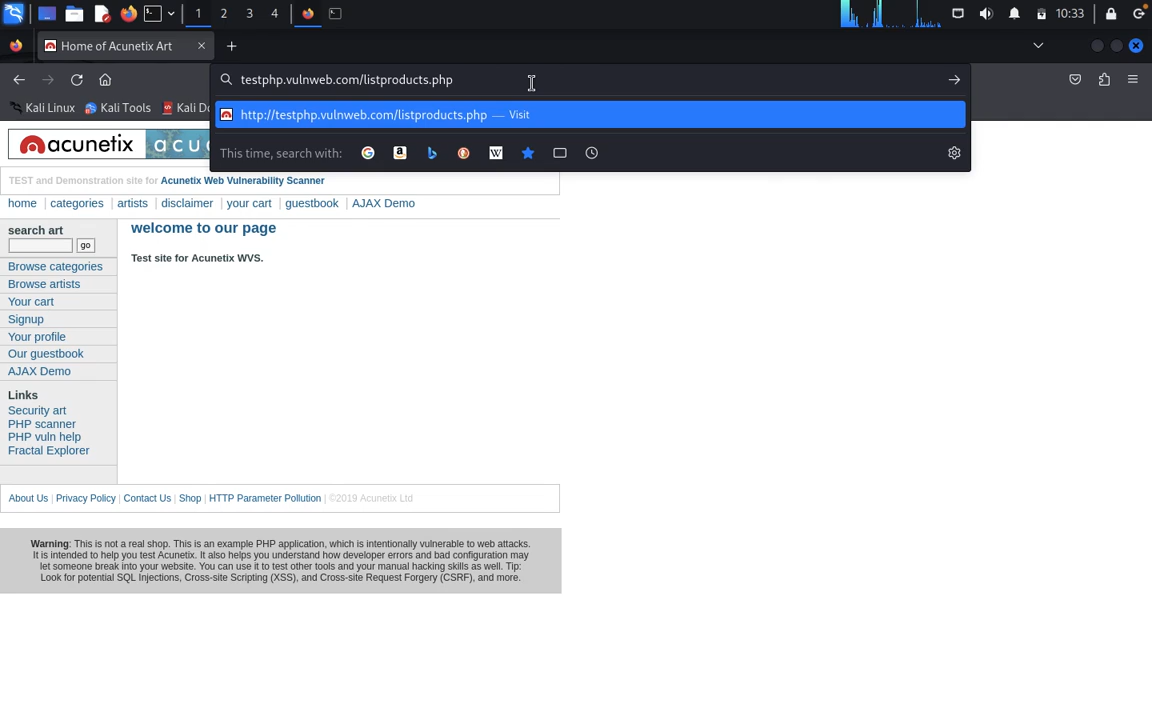 1 2 3 4 10:33
Home of Acunetix Art
testphp.vulnweb.com/listproducts.php
Kali Linux Kali Tools Kali Do
http://testphp.vulnweb.com/listproducts.php — Visit
This time, search with:
acunetix acu
TEST and Demonstration site for Acunetix Web Vulnerability Scanner
home | categories | artists | disclaimer | your cart | guestbook | AJAX Demo
search art
go
Browse categories
Browse artists
Your cart
Signup
Your profile
Our guestbook
AJAX Demo
Links
Security art
PHP scanner
PHP vuln help
Fractal Explorer
welcome to our page
Test site for Acunetix WVS.
About Us | Privacy Policy | Contact Us | Shop | HTTP Parameter Pollution | ©2019 Acunetix Ltd
Warning: This is not a real shop. This is an example PHP application, which is intentionally vulnerable to web attacks.
It is intended to help you test Acunetix. It also helps you understand how developer errors and bad configuration may
let someone break into your website. You can use it to test other tools and your manual hacking skills as well. Tip:
Look for potential SQL Injections, Cross-site Scripting (XSS), and Cross-site Request Forgery (CSRF), and more.